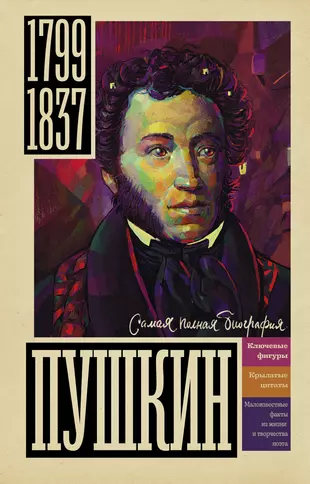 1799
1837
Самая полная биография
ПУШКИН
Ключевые
фигуры
Крылатые
цитаты
Малоизвестные
факты
из жизни
и творчества
поэта